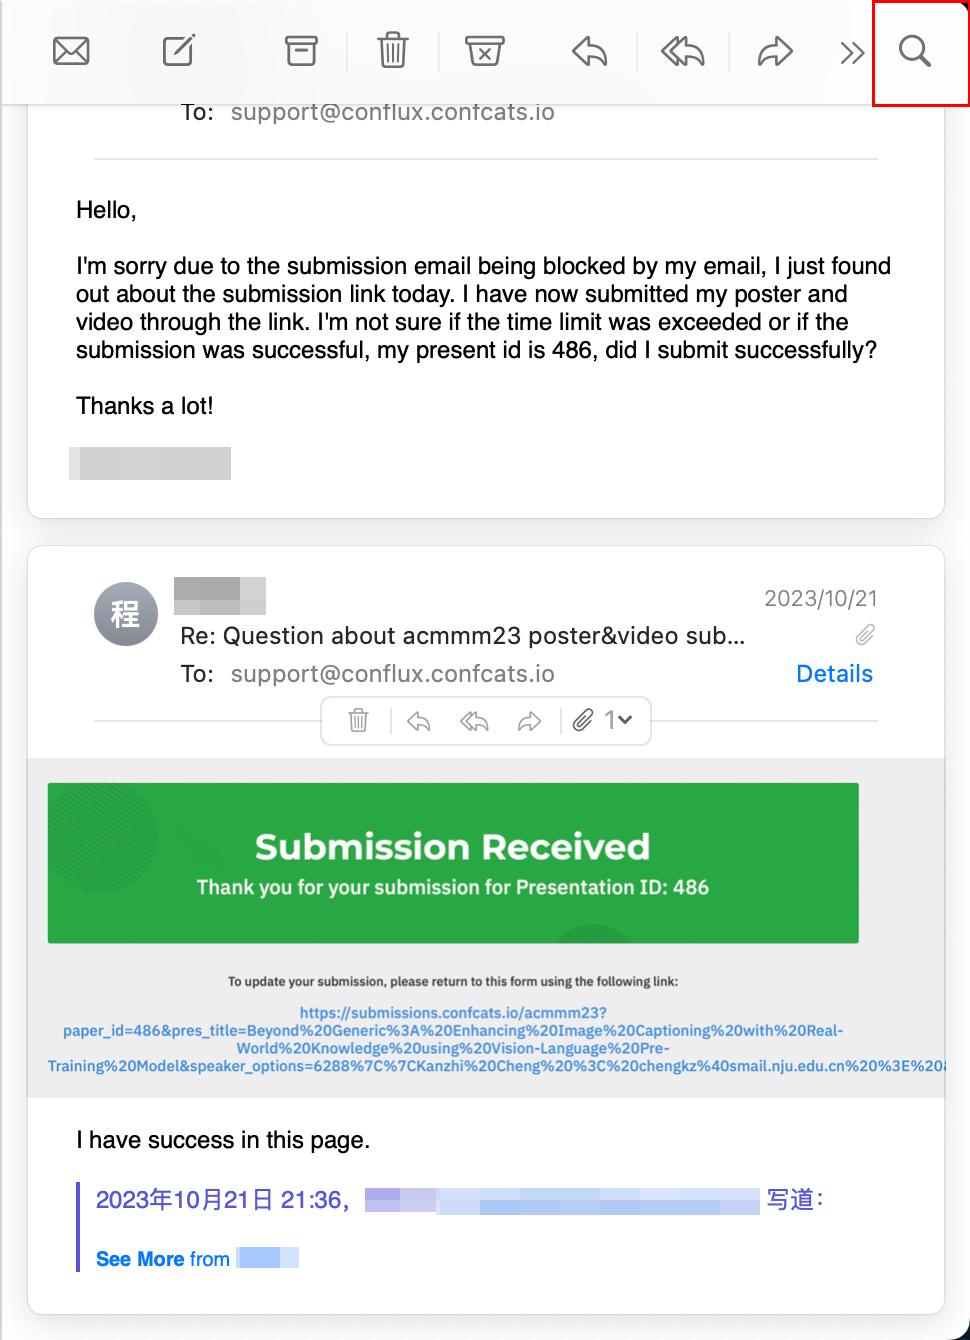 To: support@conflux.confcats.io
Hello,
I'm sorry due to the submission email being blocked by my email, I just found
out about the submission link today. I have now submitted my poster and
video through the link. I'm not sure if the time limit was exceeded or if the
submission was successful, my present id is 486, did I submit successfully?
Thanks a lot!
程
2023/10/21
Re: Question about acmmm23 poster&video sub...
To: support@conflux.confcats.io
Details
1
Submission Received
Thank you for your submission for Presentation ID: 486
To update your submission, please return to this form using the following link:
https://submissions.confcats.io/acmmm23?
paper_id=486&pres_title=Beyond%20Generic%3A%20Enhancing%20Image%20Captioning%20with%20Real-
World%20Knowledge%20using%20Vision-Language%20Pre-
Training%20Model&speaker_options=6288%7C%7CKanzhi%20Cheng%20%3C%20chengkz%40smail.nju.edu.cn%20%3E%20
I have success in this page.
2023年10月21日 21:36, 写道：
See More from